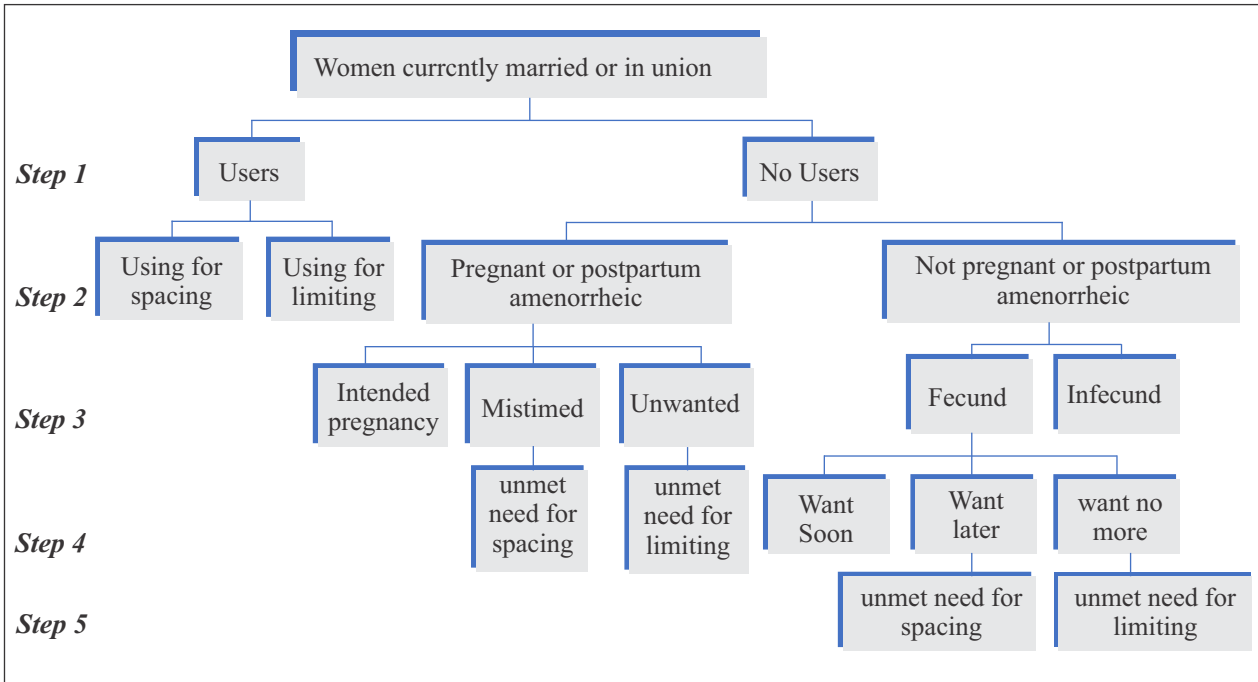 Women currcntly married or in union
Step 1
Users
No Users
Step 2
Using for
spacing
Using for
limiting
Pregnant or postpartum
amenorrheic
Not pregnant or postpartum
amenorrheic
Step 3
Intended
pregnancy
Mistimed
Unwanted
Fecund
Infecund
Step 4
unmet
need for
spacing
unmet
need for
limiting
Want
Soon
Want
later
want no
more
Step 5
unmet need for
spacing
unmet need for
limiting